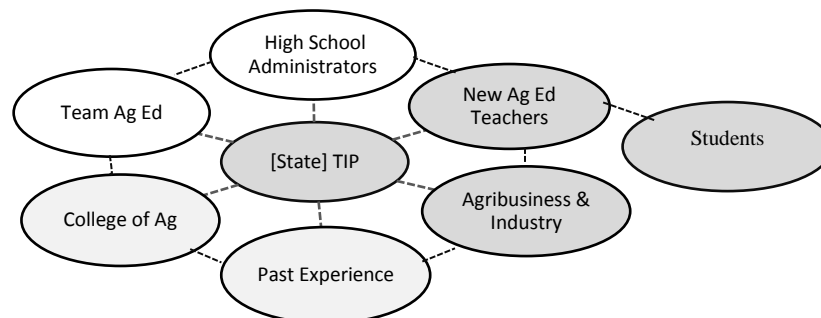 High School
Administrators
Team Ag Ed
New Ag Ed
Teachers
Students
[State] TIP
College of Ag
Agribusiness &
Industry
Past Experience